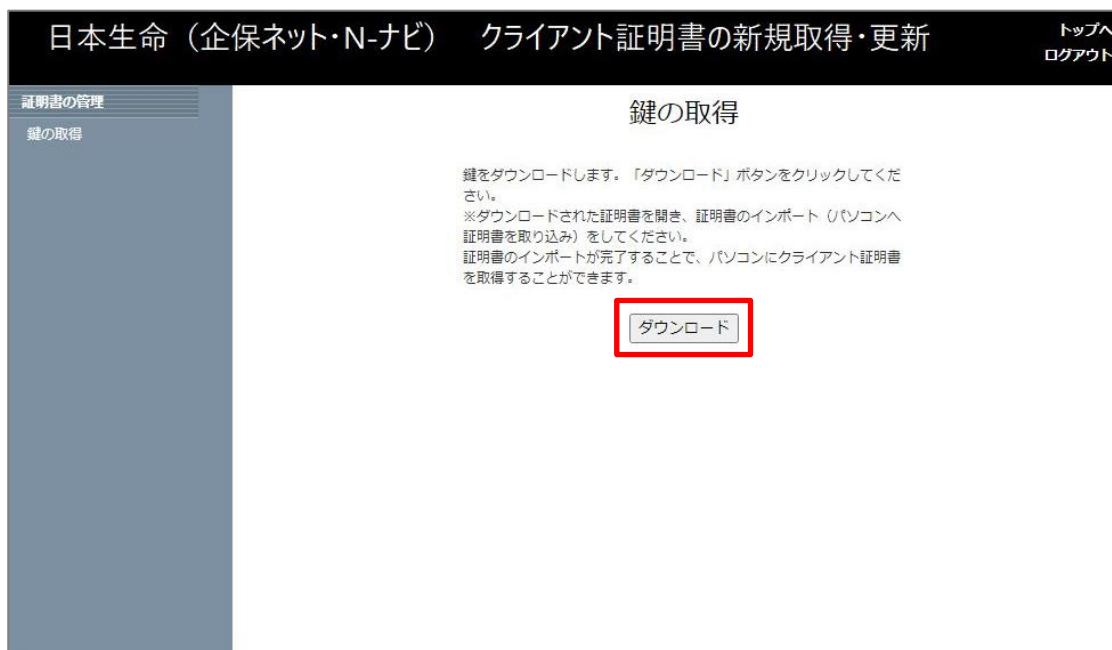 日本生命（企保ネット・N-ナビ）　クライアント証明書の新規取得・更新
トップへ
ログアウト
証明書の管理
鍵の取得
鍵の取得
鍵をダウンロードします。「ダウンロード」ボタンをクリックしてくだ
さい。
※ダウンロードされた証明書を開き、証明書のインポート（パソコンへ
証明書を取り込み）をしてください。
証明書のインポートが完了することで、パソコンにクライアント証明書
を取得することができます。
ダウンロード